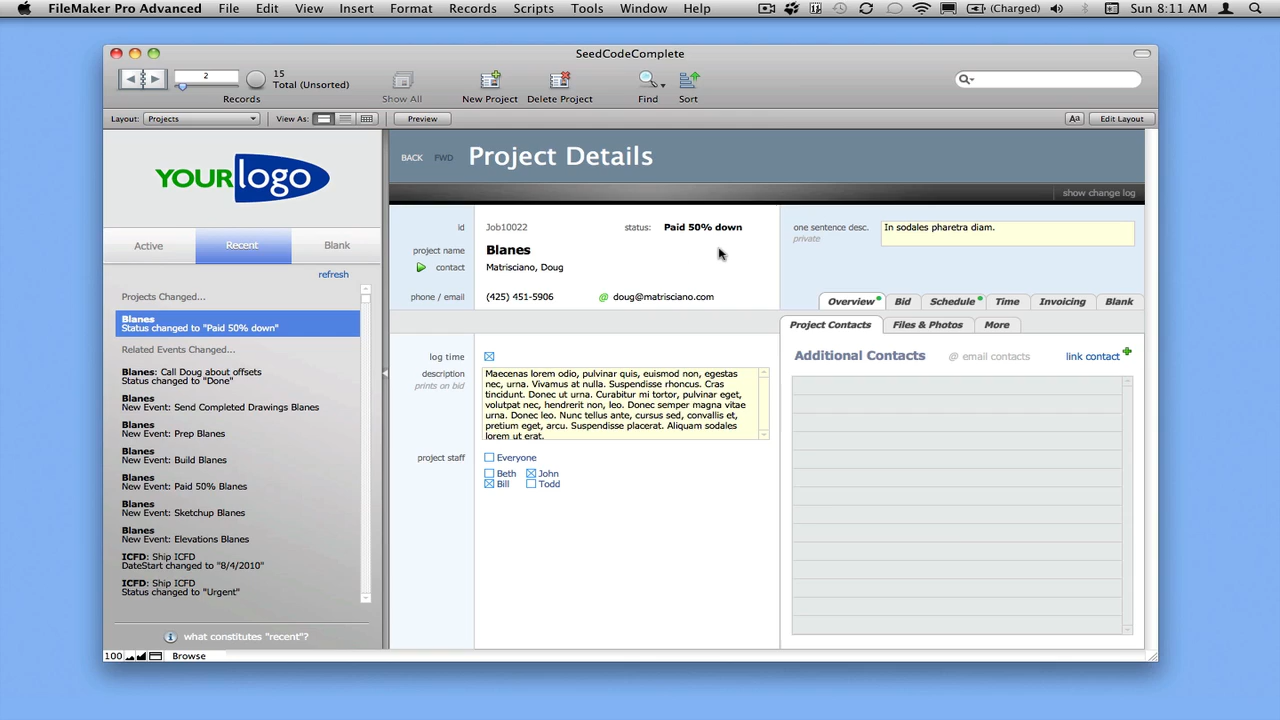 FileMaker Pro Advanced File Edit View Insert Format Records Scripts Tools Window Help (Charged) Sun 8:11 AM
SeedCodeComplete
2
15
Total (Unsorted)
Records
Show All
New Project
Delete Project
Find
Sort
Layout: Projects View As: Preview Aa Edit Layout
YOURlogo
Active Recent Blank
refresh
Projects Changed...
Blanes
Status changed to "Paid 50% down"
Related Events Changed...
Blanes: Call Doug about offsets
Status changed to "Done"
Blanes
New Event: Send Completed Drawings Blanes
Blanes
New Event: Prep Blanes
Blanes
New Event: Build Blanes
Blanes
New Event: Paid 50% Blanes
Blanes
New Event: Sketchup Blanes
Blanes
New Event: Elevations Blanes
ICFD: Ship ICFD
DateStart changed to "8/4/2010"
ICFD: Ship ICFD
Status changed to "Urgent"
what constitutes "recent"?
BACK FWD Project Details
show change log
id Job10022 status: Paid 50% down
project name Blanes
contact Matrisciano, Doug
phone / email (425) 451-5906 @ doug@matrisciano.com
one sentence desc. In sodales pharetra diam.
private
Overview Bid Schedule Time Invoicing Blank
Project Contacts Files & Photos More
log time
description
prints on bid
Maecenas lorem odio, pulvinar quis, euismod non, egestas
nec, urna. Vivamus at nulla. Suspendisse rhoncus. Cras
tincidunt. Donec ut urna. Curabitur mi tortor, pulvinar eget,
volutpat nec, hendrerit non, leo. Donec semper magna vitae
urna. Donec leo. Nunc tellus ante, cursus sed, convallis et,
pretium eget, arcu. Suspendisse placerat. Aliquam sodales
lorem ut erat.
project staff Everyone
Beth John
Bill Todd
Additional Contacts @ email contacts link contact
100 Browse